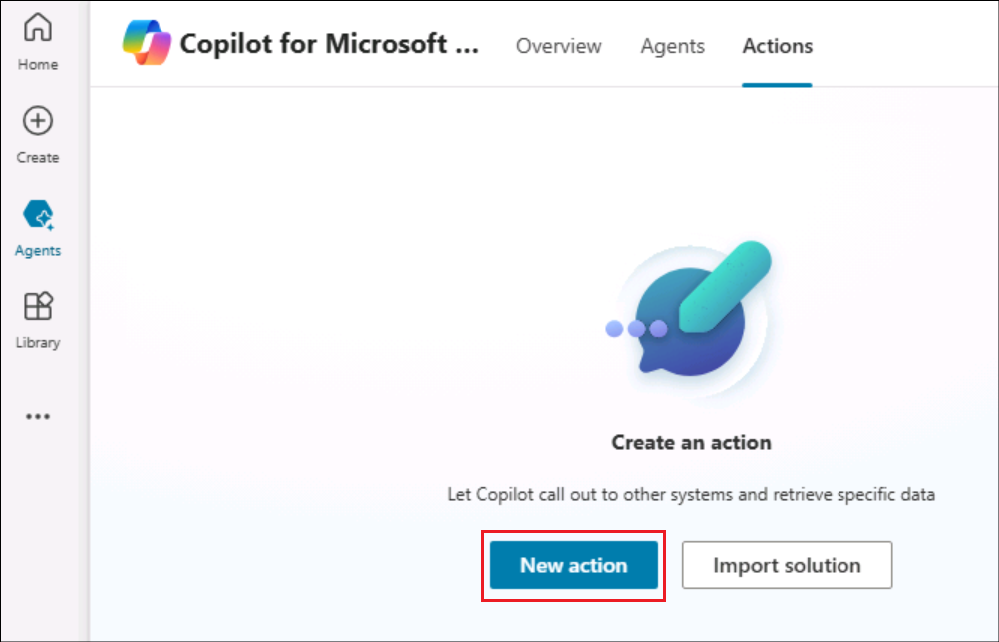 Home
Create
Agents
Library
Copilot for Microsoft ...
Overview
Agents
Actions
Create an action
Let Copilot call out to other systems and retrieve specific data
New action
Import solution